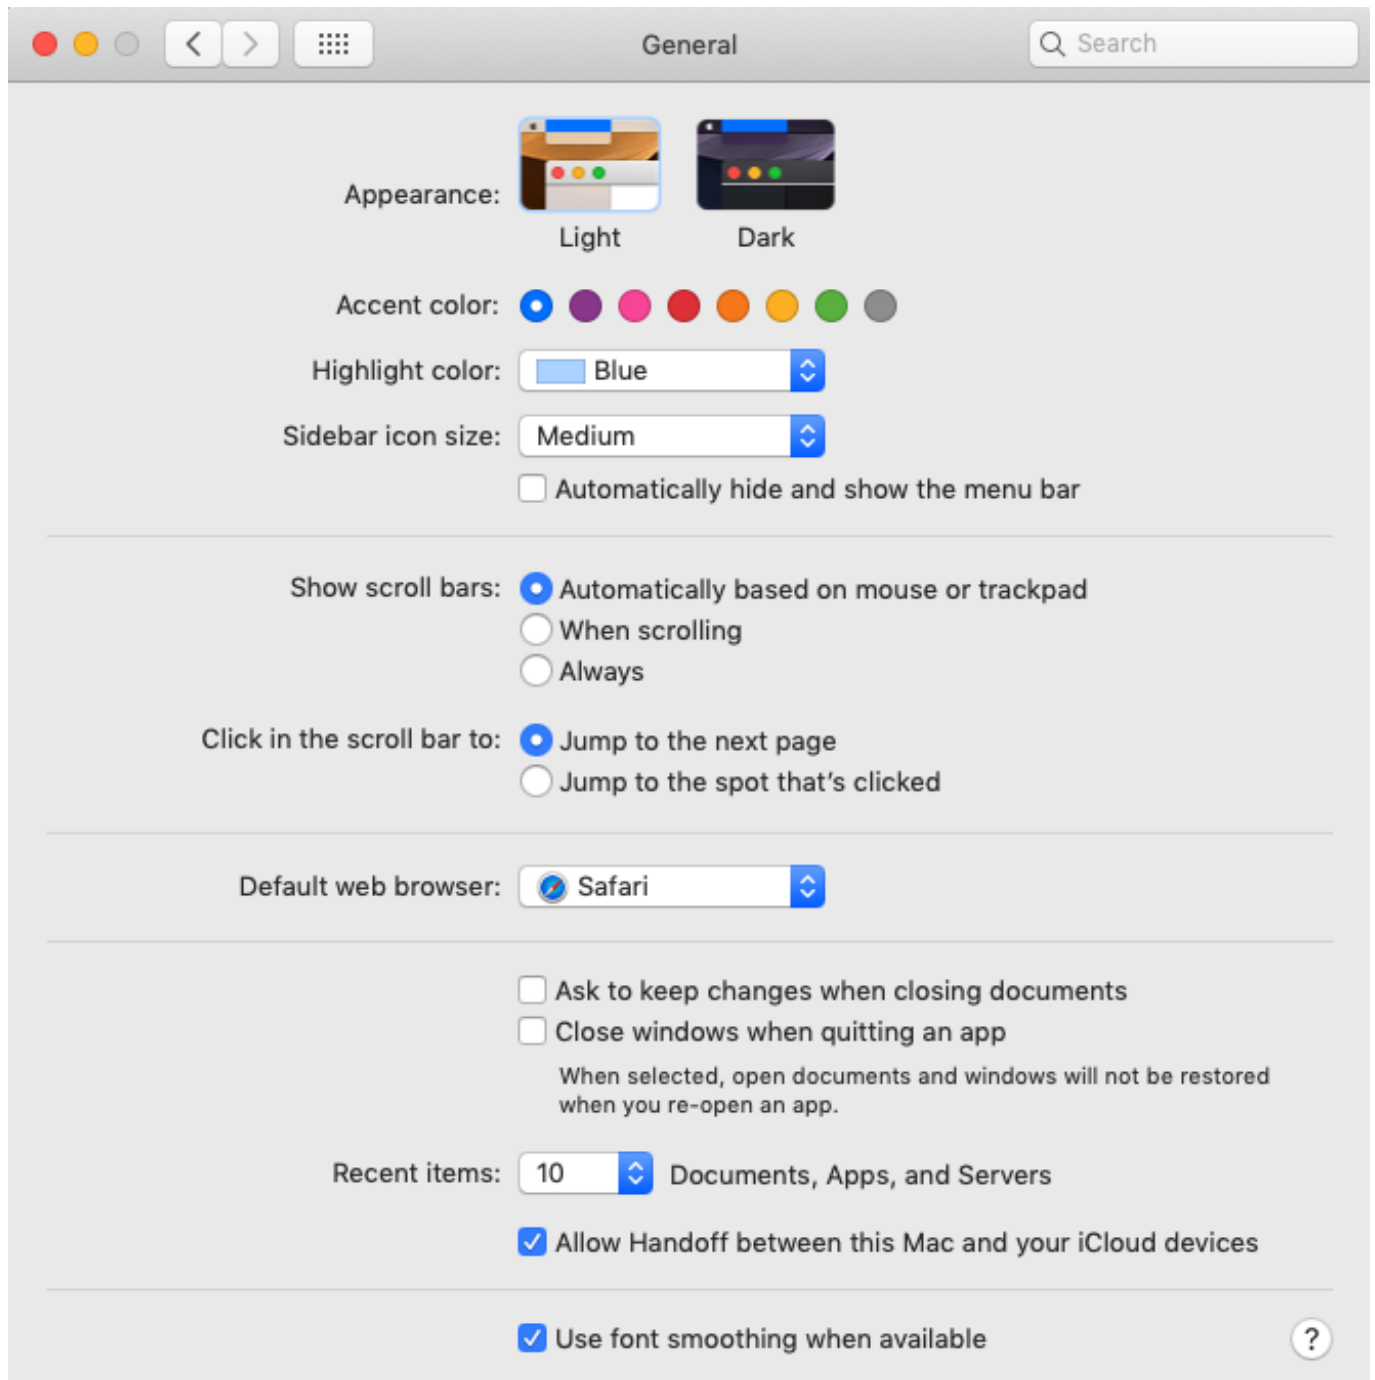 General
Search
Appearance:
Light
Dark
Accent color:
Highlight color: Blue
Sidebar icon size: Medium
Automatically hide and show the menu bar
Show scroll bars: Automatically based on mouse or trackpad
When scrolling
Always
Click in the scroll bar to: Jump to the next page
Jump to the spot that’s clicked
Default web browser: Safari
Ask to keep changes when closing documents
Close windows when quitting an app
When selected, open documents and windows will not be restored
when you re-open an app.
Recent items: 10 Documents, Apps, and Servers
Allow Handoff between this Mac and your iCloud devices
Use font smoothing when available
?